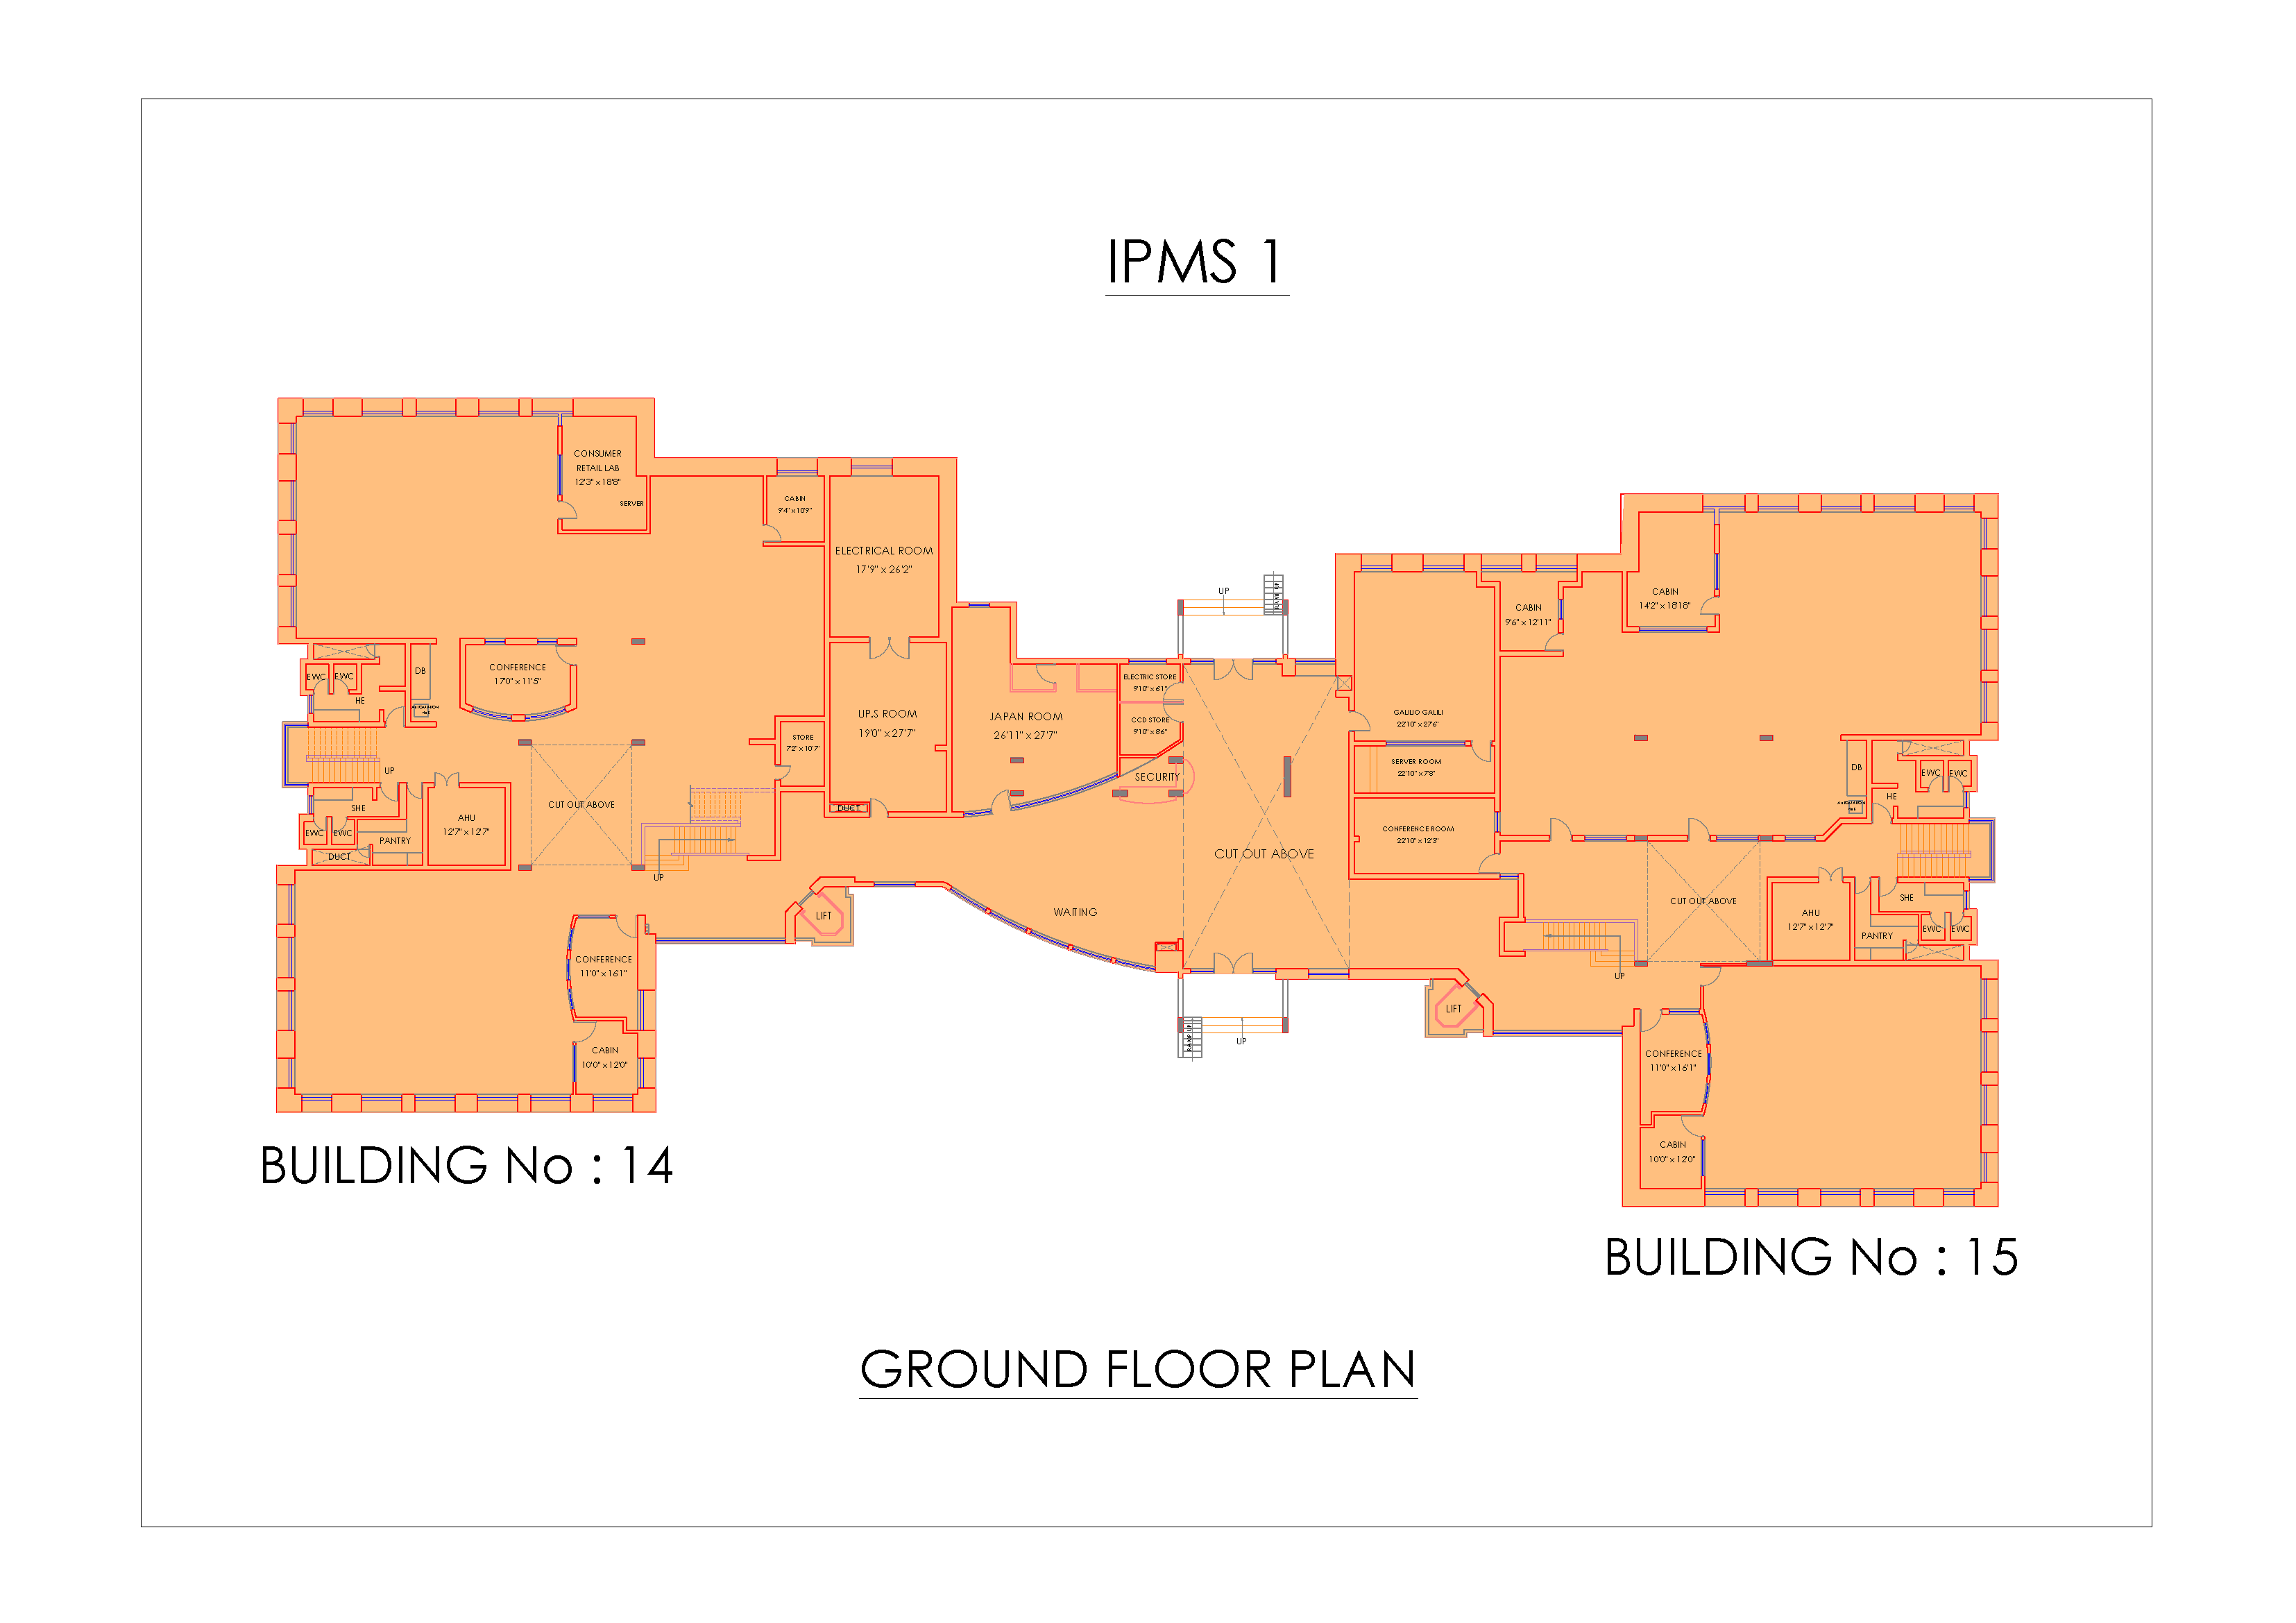 IPMS 1
CONSUMER
RETAIL LAB
12'3" x 18'8"
SERVER
CABIN
9'4" x 10'9"
ELECTRICAL ROOM
17'9" x 26'2"
UP
RAMP UP
CABIN
9'6" x 12'11"
CABIN
14'2" x 18'18"
EWC
EWC
HE
DB
CONFERENCE
17'0" x 11'5"
UP.S ROOM
19'0" x 27'7"
JAPAN ROOM
26'11" x 27'7"
ELECTRIC STORE
9'10" x 6'1"
CCD STORE
9'10" x 8'6"
SECURITY
GALILIO GALILI
22'10" x 27'6"
SERVER ROOM
22'10" x 7'8"
STORE
7'2" x 10'7"
UP
SHE
EWC
EWC
PANTRY
DUCT
AHU
12'7" x 12'7"
CUT OUT ABOVE
DUCT
UP
LIFT
WAITING
CUT OUT ABOVE
CONFERENCE ROOM
22'10" x 12'3"
DB
EWC
EWC
HE
CUT OUT ABOVE
AHU
12'7" x 12'7"
SHE
PANTRY
EWC
EWC
CONFERENCE
11'0" x 16'1"
CABIN
10'0" x 12'0"
UP
RAMP UP
LIFT
UP
CONFERENCE
11'0" x 16'1"
CABIN
10'0" x 12'0"
BUILDING No : 14
BUILDING No : 15
GROUND FLOOR PLAN